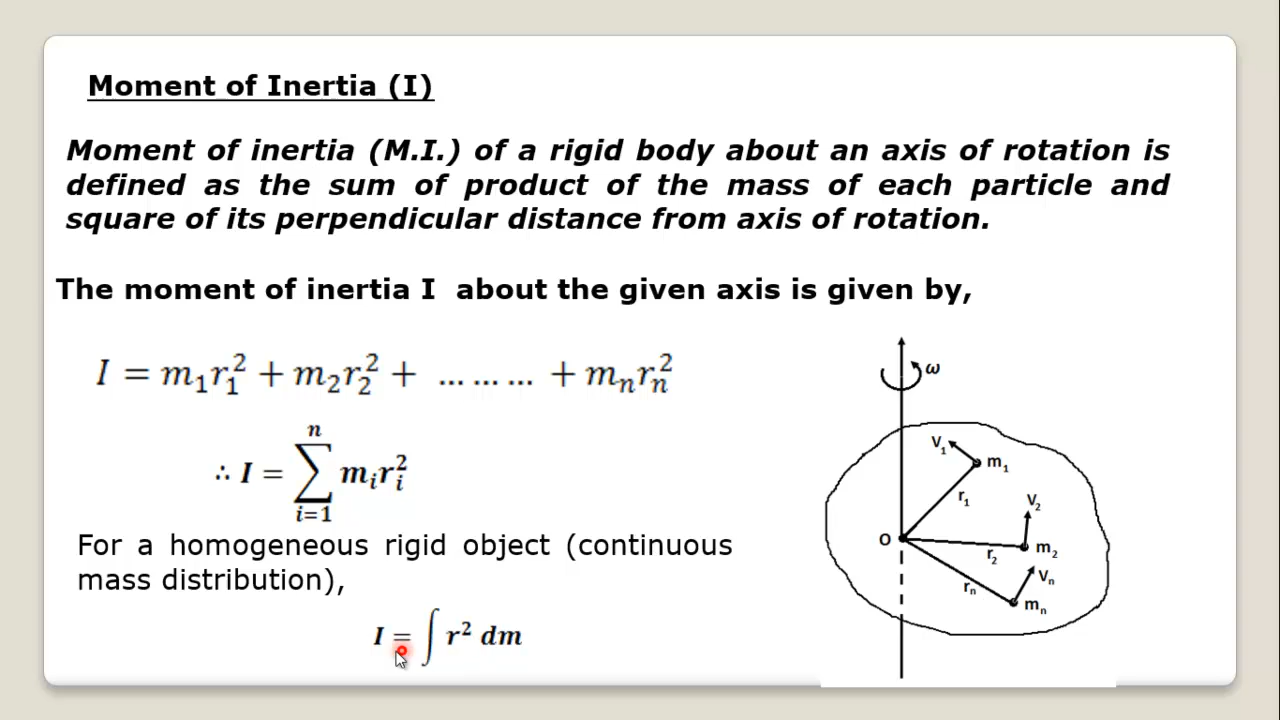 Moment of Inertia (I)
Moment of inertia (M.I.) of a rigid body about an axis of rotation is
defined as the sum of product of the mass of each particle and
square of its perpendicular distance from axis of rotation.
The moment of inertia I about the given axis is given by,
I = m₁r₁² + m₂r₂² + ... ... ... + mₙrₙ²
∴ I = ∑ᵢ₌₁ⁿ mᵢrᵢ²
For a homogeneous rigid object (continuous
mass distribution),
I = ∫ r² dm
ω
V₁
m₁
r₁
V₂
O
m₂
r₂
Vₙ
rₙ
mₙ